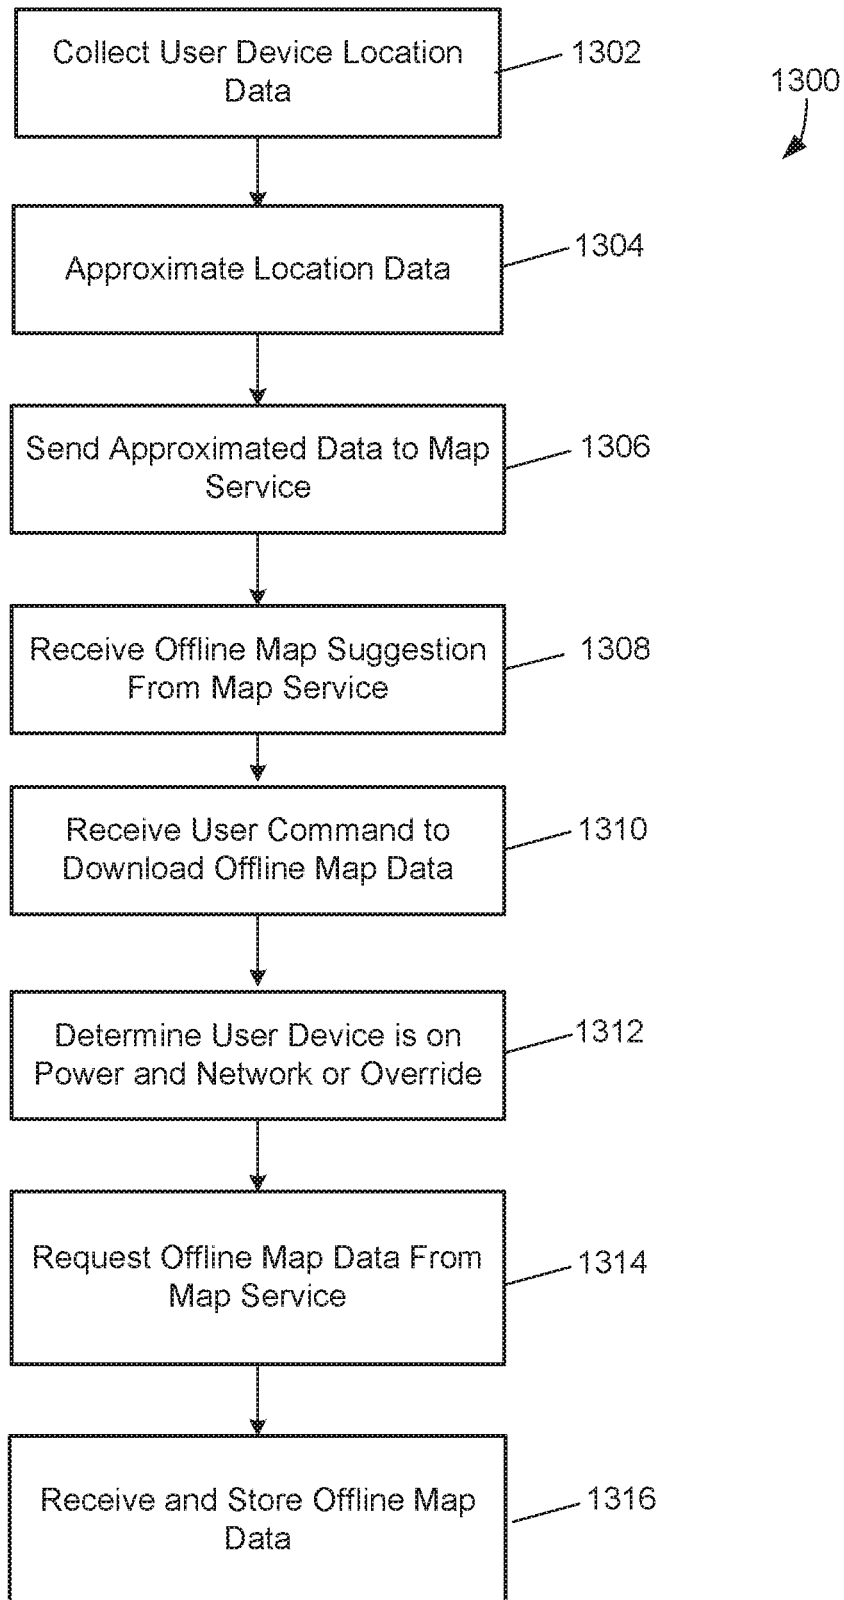 Collect User Device Location
Data
1302
1300
Approximate Location Data
1304
Send Approximated Data to Map
Service
1306
Receive Offline Map Suggestion
From Map Service
1308
Receive User Command to
Download Offline Map Data
1310
Determine User Device is on
Power and Network or Override
1312
Request Offline Map Data From
Map Service
1314
Receive and Store Offline Map
Data
1316